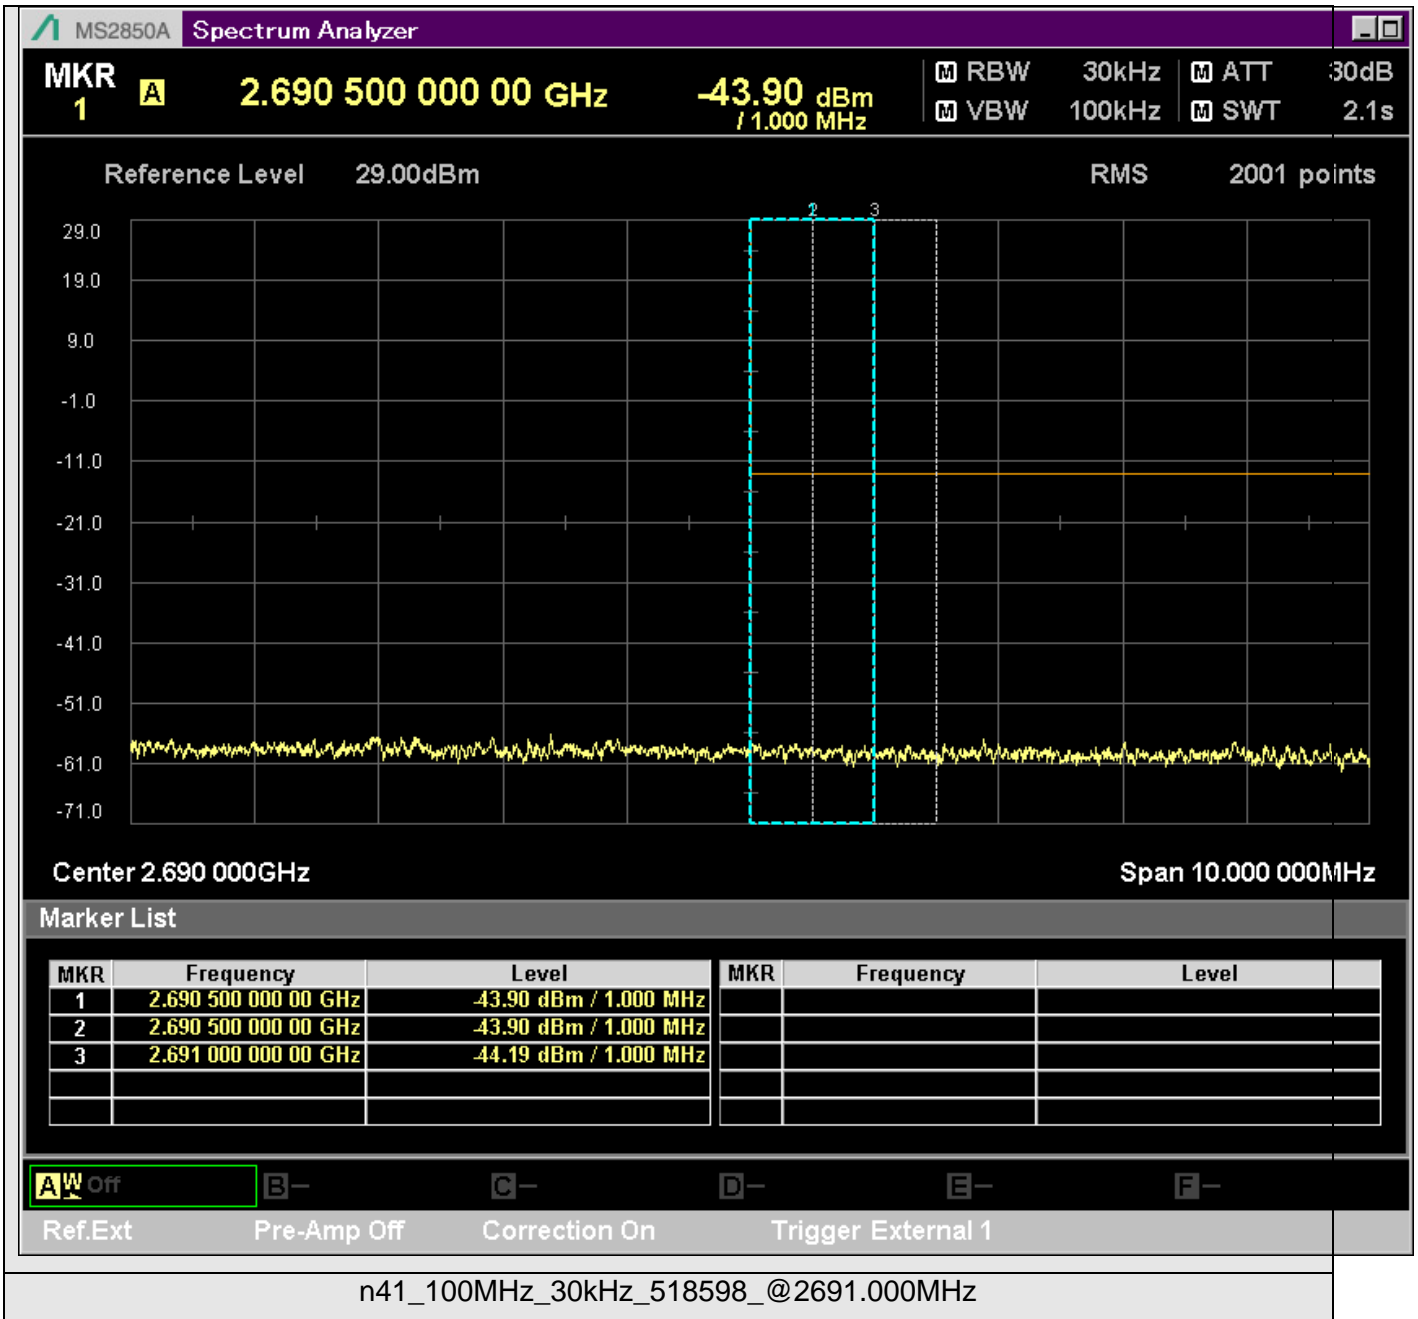 MS2850A Spectrum Analyzer
MKR 1 A 2.690 500 000 00 GHz -43.90 dBm / 1.000 MHz
M RBW 30kHz M ATT 30dB
M VBW 100kHz M SWT 2.1s
Reference Level 29.00dBm RMS 2001 points
2 3
29.0
19.0
9.0
-1.0
-11.0
-21.0
-31.0
-41.0
-51.0
-61.0
-71.0
Center 2.690 000GHz Span 10.000 000MHz
Marker List
MKR Frequency Level MKR Frequency Level
1 2.690 500 000 00 GHz -43.90 dBm / 1.000 MHz
2 2.690 500 000 00 GHz -43.90 dBm / 1.000 MHz
3 2.691 000 000 00 GHz -44.19 dBm / 1.000 MHz
A W Off B — C — D — E — F —
Ref.Ext Pre-Amp Off Correction On Trigger External 1
n41_100MHz_30kHz_518598_@2691.000MHz